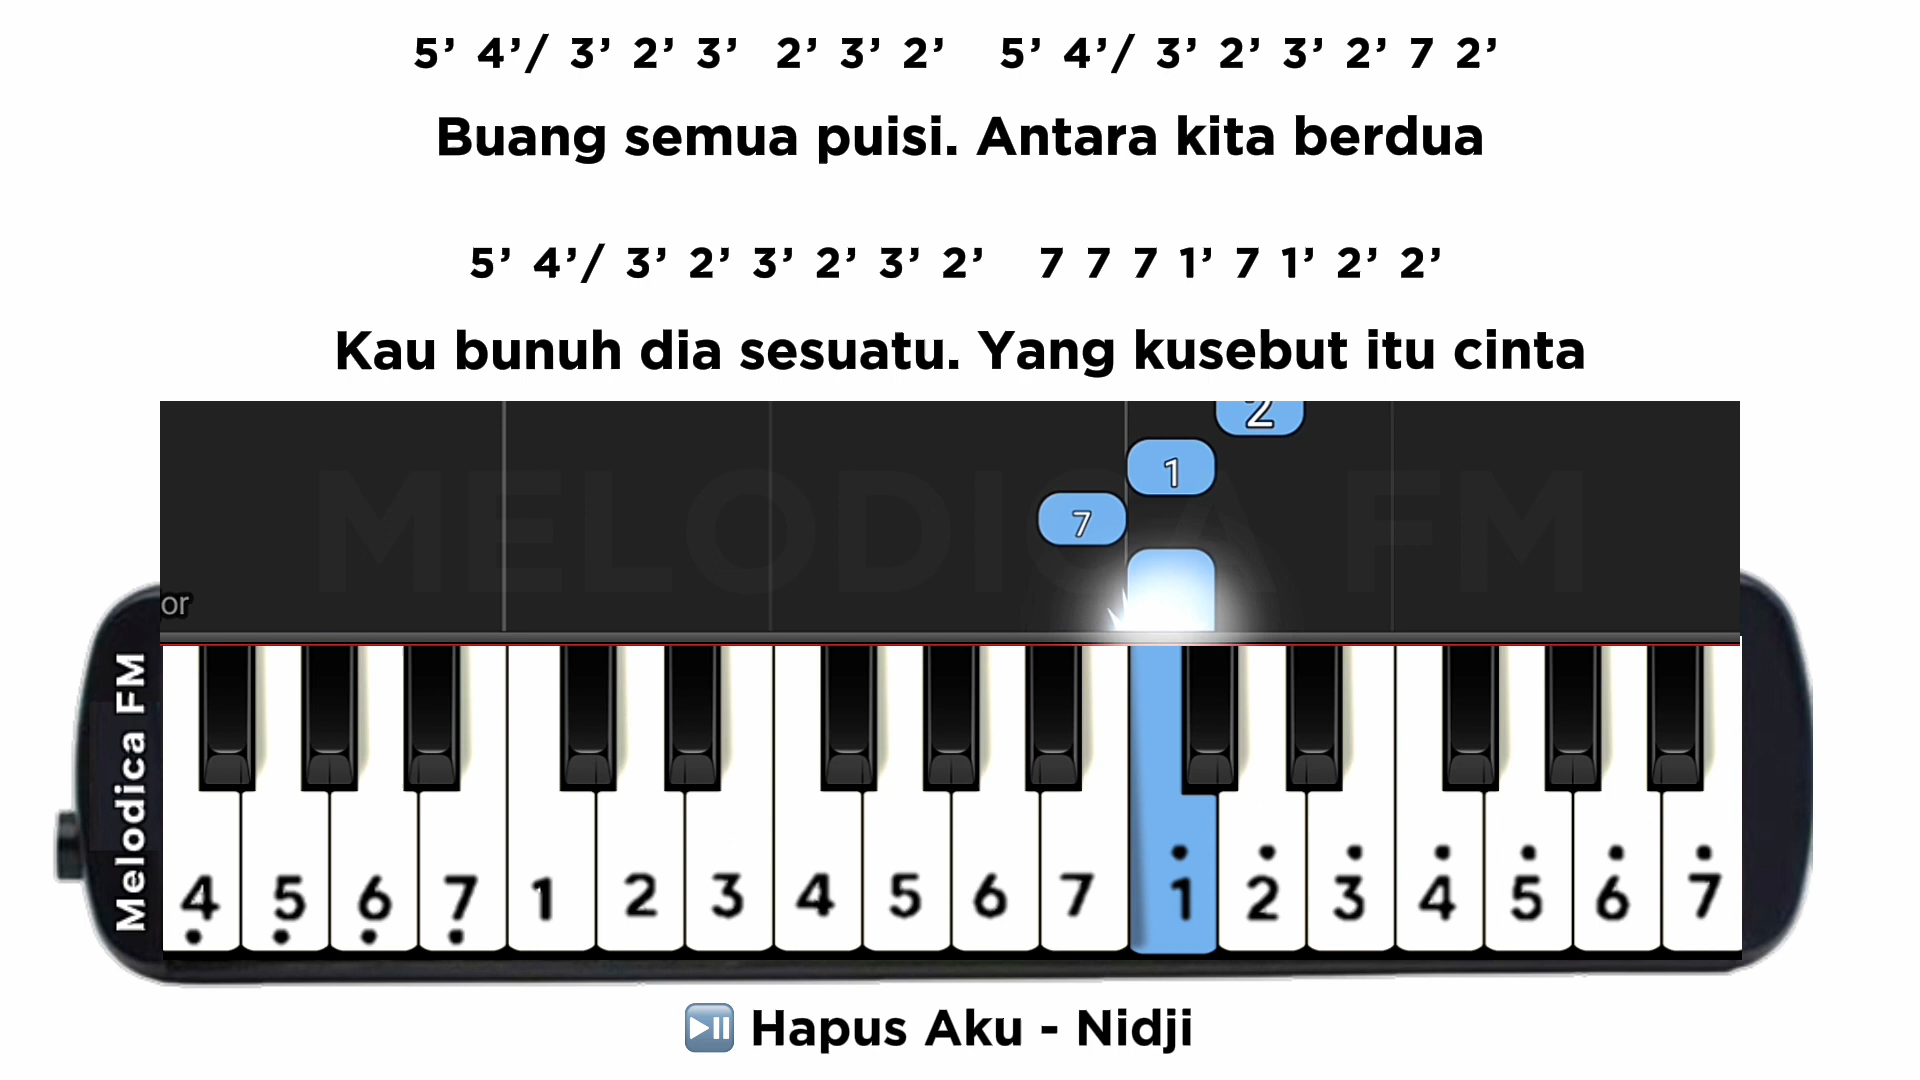 5’ 4’/ 3’ 2’ 3’ 2’ 3’ 2’ 5’ 4’/ 3’ 2’ 3’ 2’ 7 2’
Buang semua puisi. Antara kita berdua
5’ 4’/ 3’ 2’ 3’ 2’ 3’ 2’ 7 7 7 1’ 7 1’ 2’ 2’
Kau bunuh dia sesuatu. Yang kusebut itu cinta
2
1
7
MELODICA FM
or
Melodica FM
4 5 6 7 1 2 3 4 5 6 7 1 2 3 4 5 6 7
Hapus Aku - Nidji